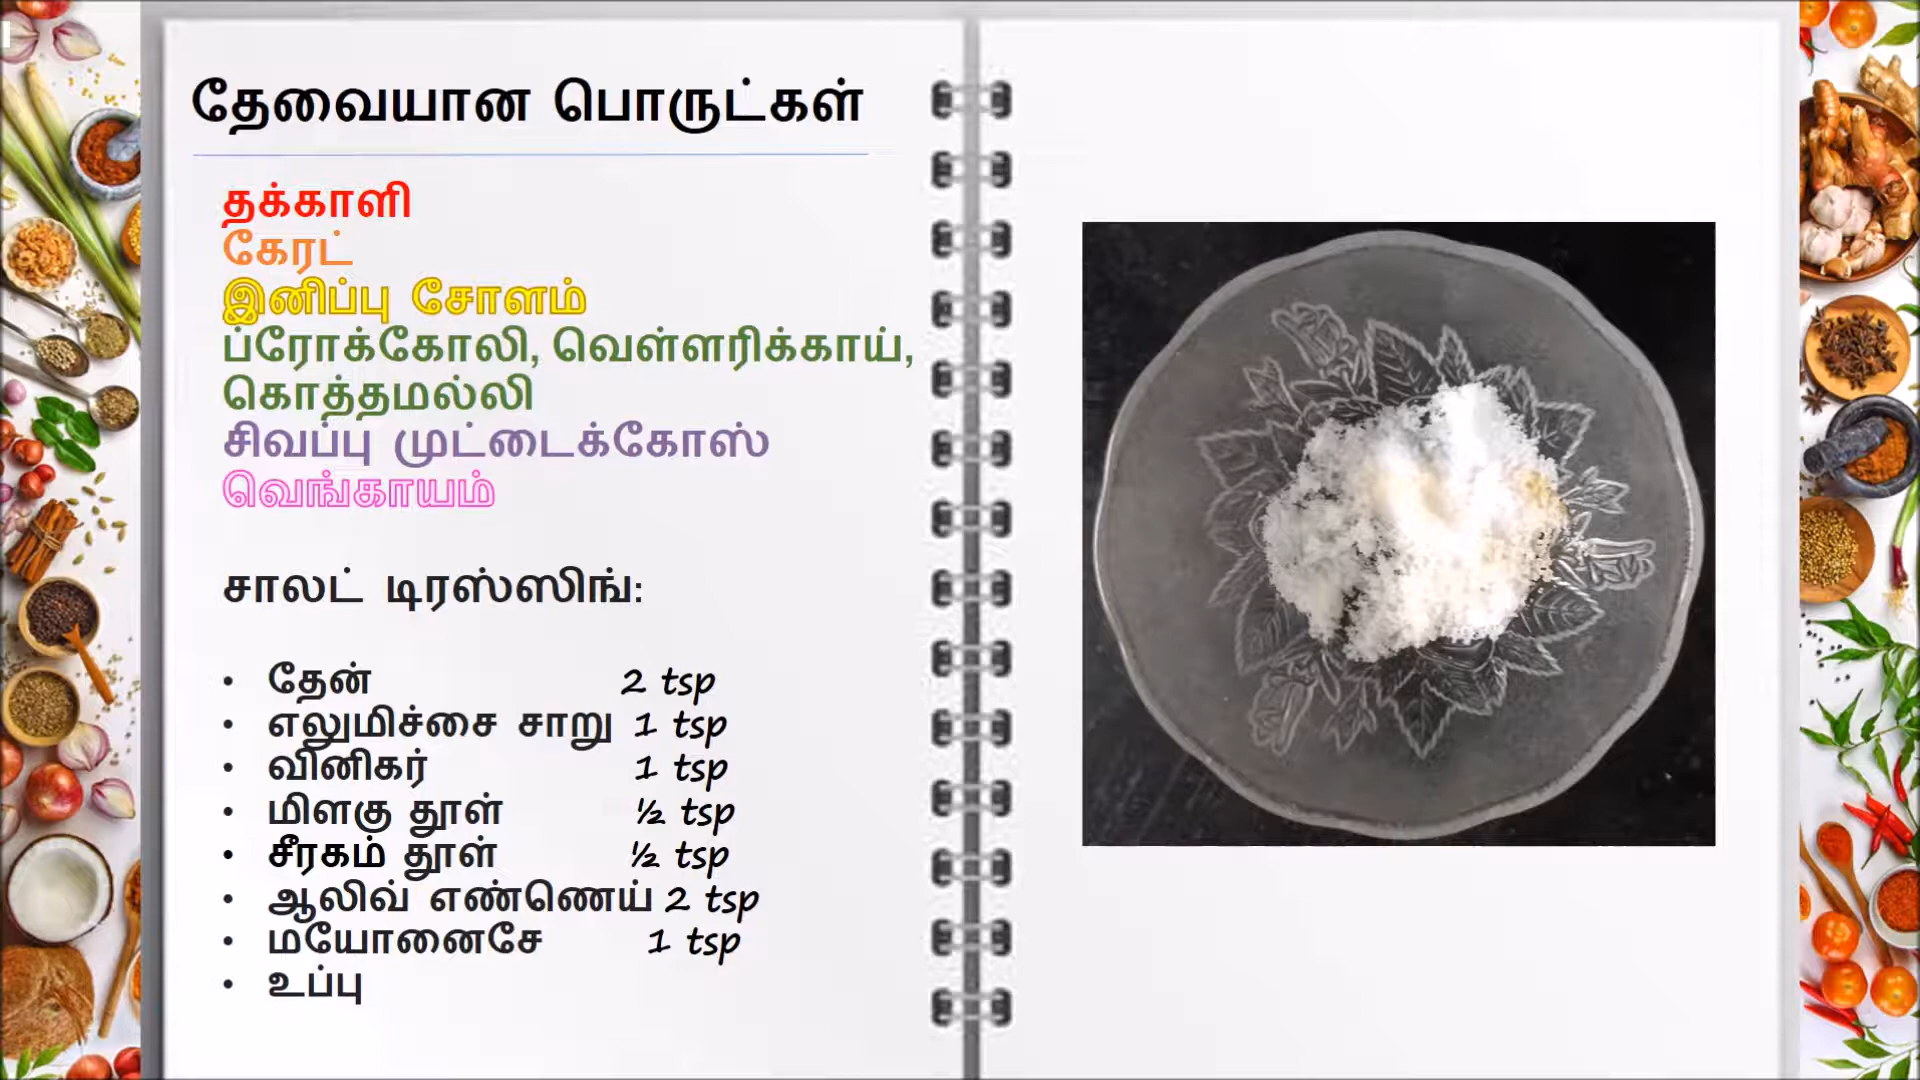 தேவையான பொருட்கள்
தக்காளி
கேரட்
இனிப்பு சோளம்
ப்ரோக்கோலி, வெள்ளரிக்காய்,
கொத்தமல்லி
சிவப்பு முட்டைக்கோஸ்
வெங்காயம்
சாலட் டிரஸ்ஸிங்:
• தேன் 2 tsp
• எலுமிச்சை சாறு 1 tsp
• வினிகர் 1 tsp
• மிளகு தூள் ½ tsp
• சீரகம் தூள் ½ tsp
• ஆலிவ் எண்ணெய் 2 tsp
• மயோனைசே 1 tsp
• உப்பு